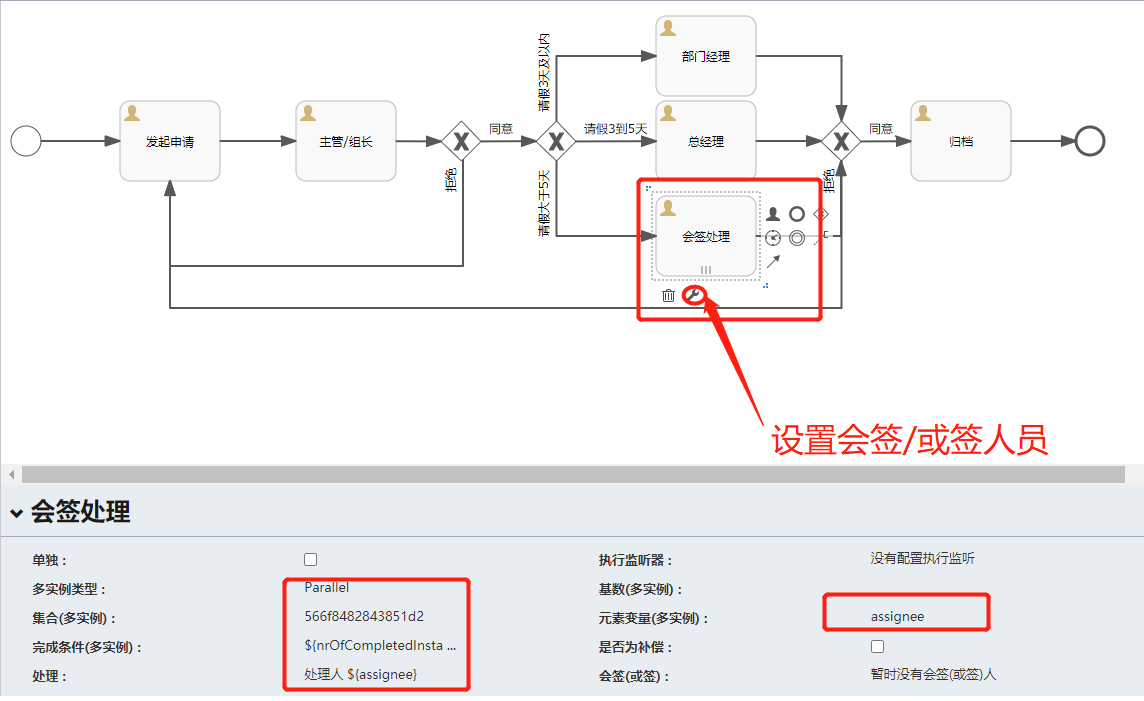 部门经理
请假3天及以内
发起申请
主管/组长
同意
请假3到5天
总经理
同意
归档
拒绝
请假大于5天
拒绝
会签处理
设置会签/或签人员
会签处理
单独：
执行监听器：
没有配置执行监听
多实例类型：
Parallel
基数(多实例)：
集合(多实例)：
566f8482843851d2
元素变量(多实例)：
assignee
完成条件(多实例)：
${nrOfCompletedInsta ...
是否为补偿：
处理：
处理人 ${assignee}
会签(或签)：
暂时没有会签(或签)人